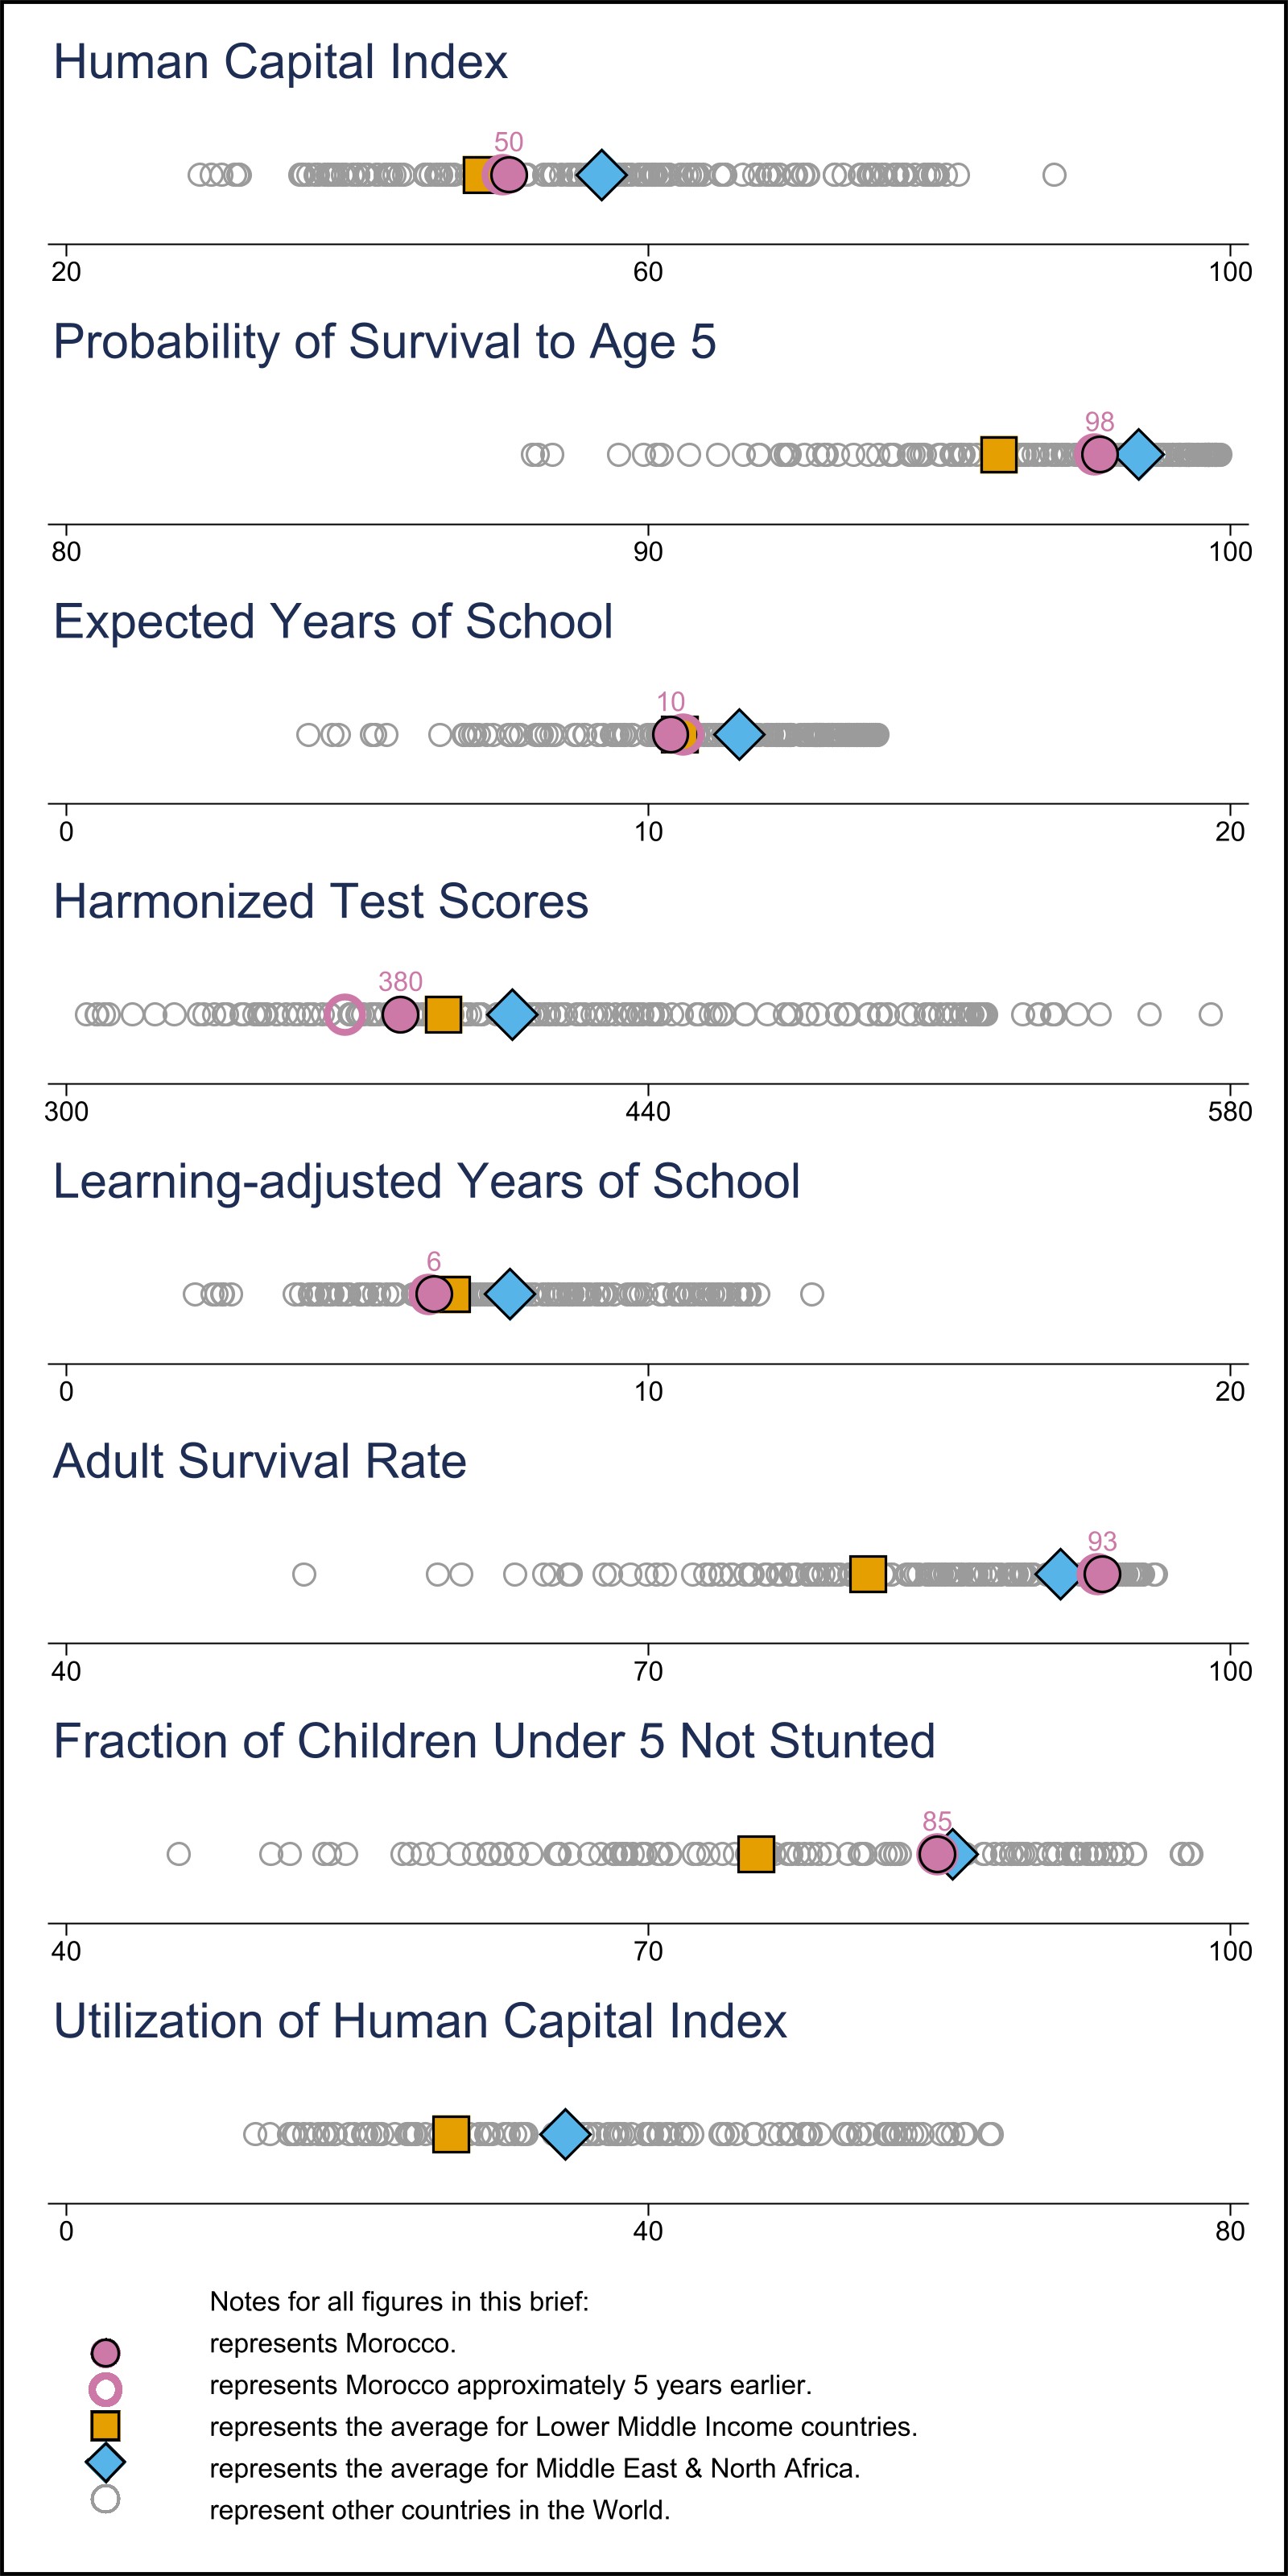 Human Capital Index
50
20 60 100
Probability of Survival to Age 5
98
80 90 100
Expected Years of School
10
0 10 20
Harmonized Test Scores
380
300 440 580
Learning-adjusted Years of School
6
0 10 20
Adult Survival Rate
93
40 70 100
Fraction of Children Under 5 Not Stunted
85
40 70 100
Utilization of Human Capital Index
0 40 80
Notes for all figures in this brief:
represents Morocco.
represents Morocco approximately 5 years earlier.
represents the average for Lower Middle Income countries.
represents the average for Middle East & North Africa.
represent other countries in the World.